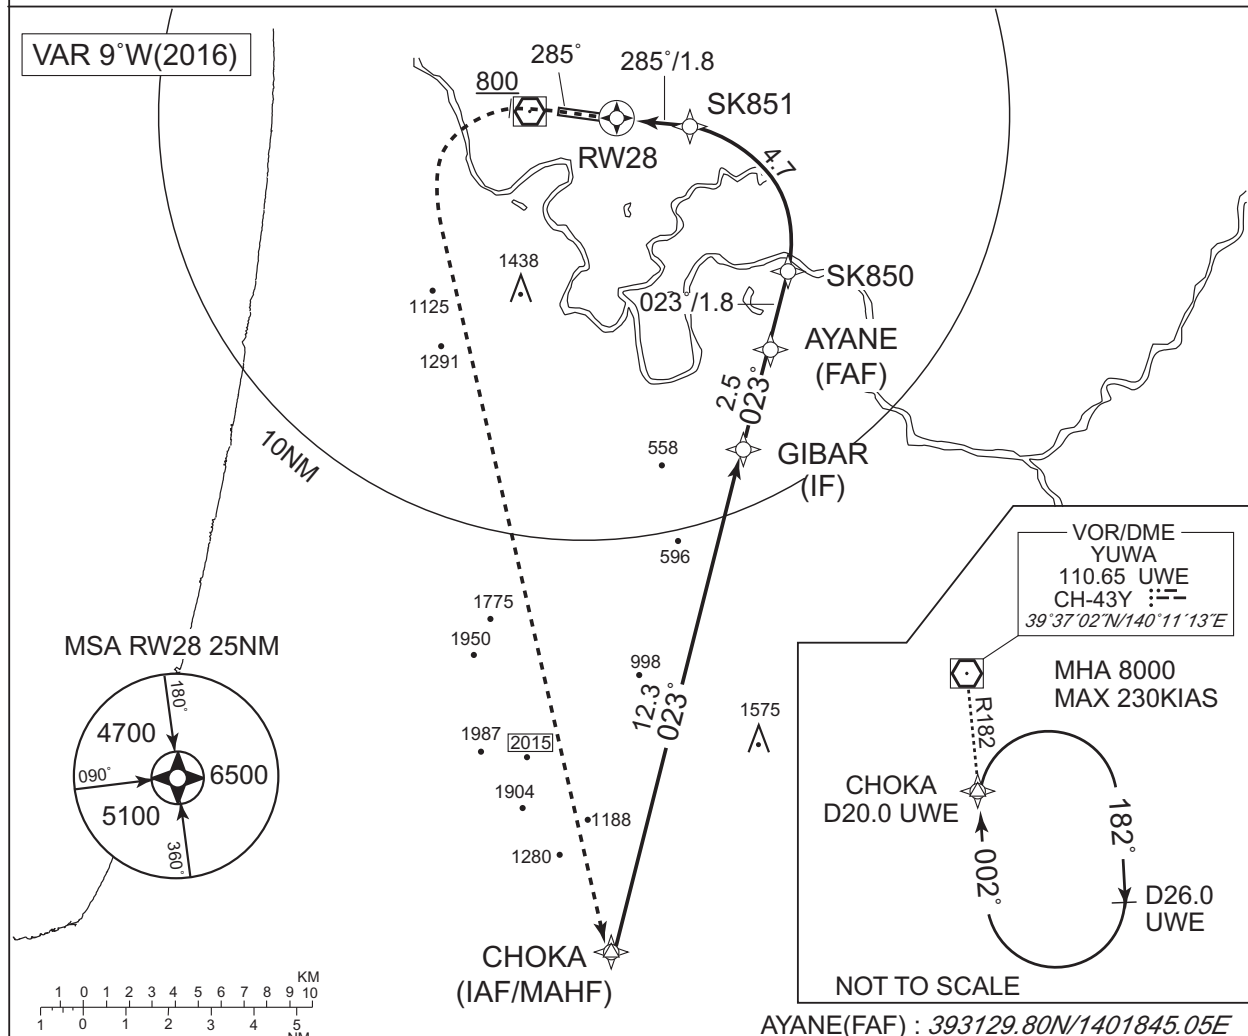 VAR 9°W(2016)
800
285°
285°/1.8
SK851
RW28
4.7
1438
1125
1291
SK850
023°/1.8
AYANE
(FAF)
2.5
023°
10NM
558
GIBAR
(IF)
596
VOR/DME
YUWA
110.65 UWE
CH-43Y
39°37´02˝N/140°11´13˝E
1775
1950
MSA RW28 25NM
180°
4700
090°
6500
5100
360°
998
12.3
023°
1575
1987
2015
1904
1188
1280
MHA 8000
MAX 230KIAS
R182
CHOKA
D20.0 UWE
182°
002°
D26.0
UWE
NOT TO SCALE
CHOKA
(IAF/MAHF)
KM
1 0 1 2 3 4 5 6 7 8 9 10
1 0 1 2 3 4 5
NM
AYANE(FAF) : 393129.80N/1401845.05E